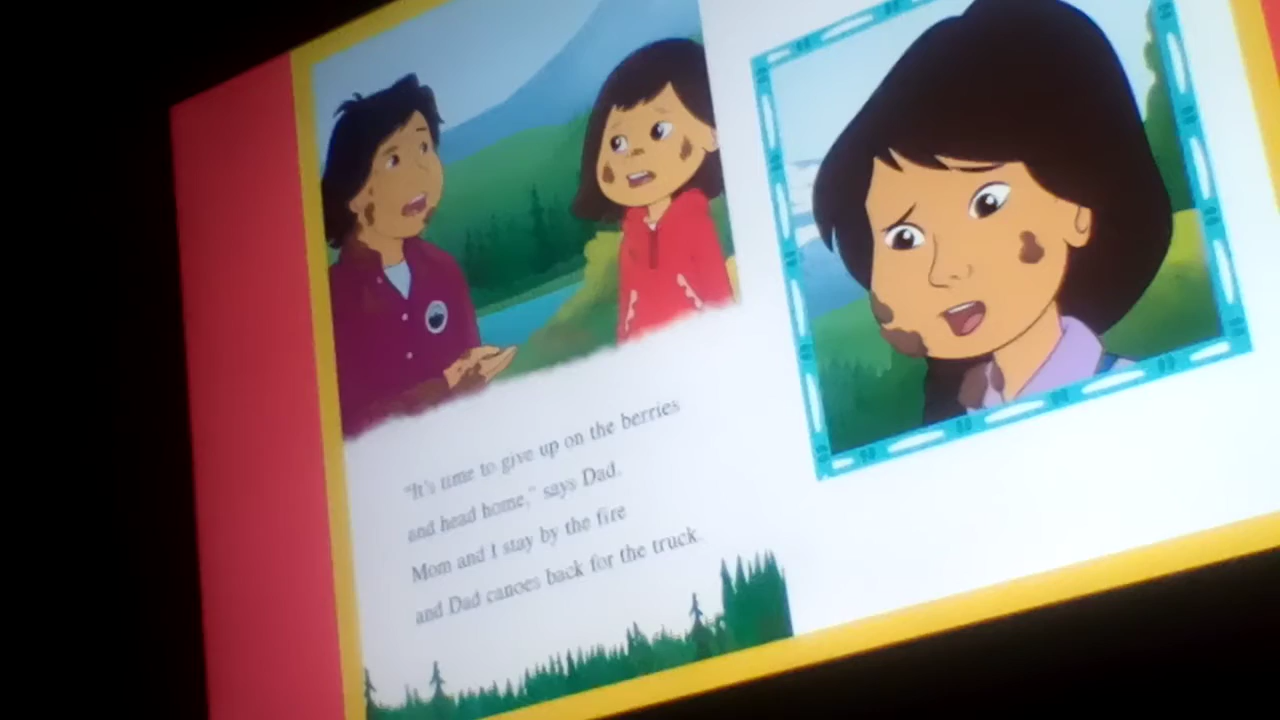 "It's time to give up on the berries
and head home," says Dad.
Mom and I stay by the fire
and Dad canoes back for the truck.